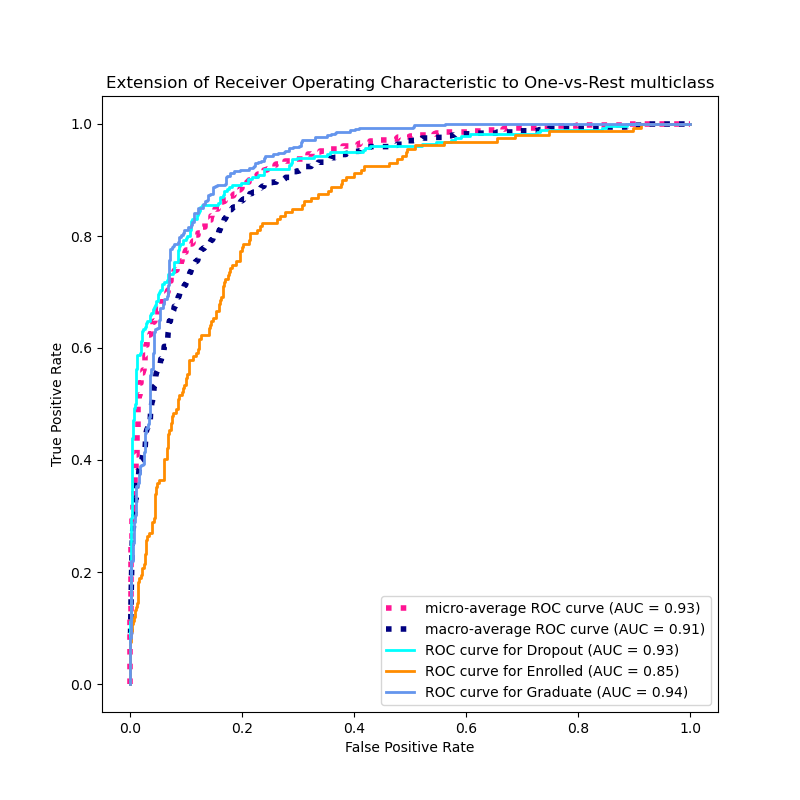 Extension of Receiver Operating Characteristic to One-vs-Rest multiclass
1.0
0.8
0.6
0.4
0.2
0.0
True Positive Rate
micro-average ROC curve (AUC = 0.93)
macro-average ROC curve (AUC = 0.91)
ROC curve for Dropout (AUC = 0.93)
ROC curve for Enrolled (AUC = 0.85)
ROC curve for Graduate (AUC = 0.94)
0.0 0.2 0.4 0.6 0.8 1.0
False Positive Rate